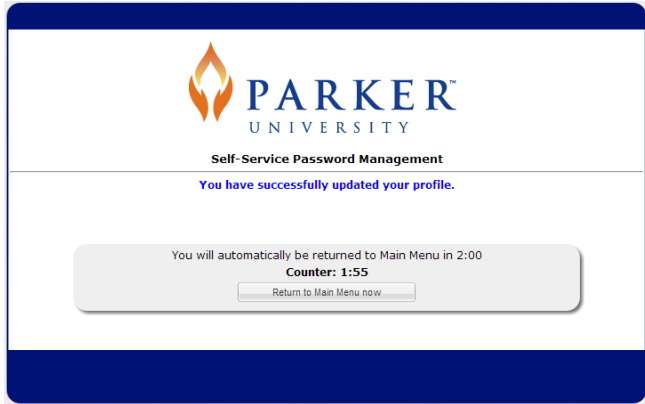 PARKER™
UNIVERSITY
Self-Service Password Management
You have successfully updated your profile.
You will automatically be returned to Main Menu in 2:00
Counter: 1:55
Return to Main Menu now